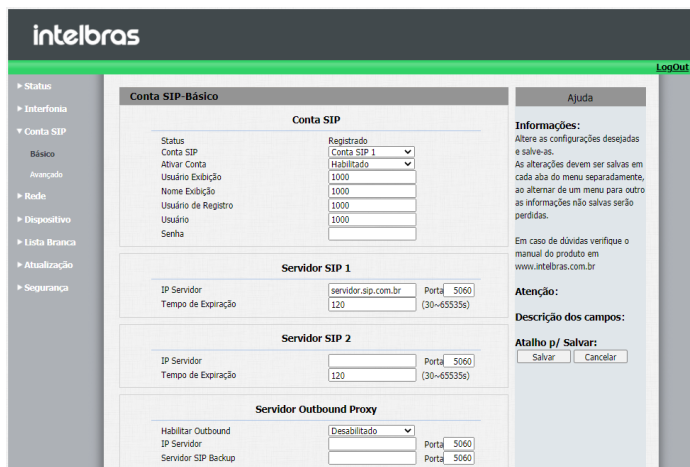 intelbras
LogOut
Status
Interfonia
Conta SIP
Básico
Avançado
Rede
Dispositivo
Lista Branca
Atualização
Segurança
Conta SIP-Básico
Conta SIP
Status Registrado
Conta SIP Conta SIP 1
Ativar Conta Habilitado
Usuário Exibição 1000
Nome Exibição 1000
Usuário de Registro 1000
Usuário 1000
Senha
Servidor SIP 1
IP Servidor servidor.sip.com.br Porta 5060
Tempo de Expiração 120 (30~65535s)
Servidor SIP 2
IP Servidor Porta 5060
Tempo de Expiração 120 (30~65535s)
Servidor Outbound Proxy
Habilitar Outbound Desabilitado
IP Servidor Porta 5060
Servidor SIP Backup Porta 5060
Ajuda
Informações:
Altere as configurações desejadas
e salve-as.
As alterações devem ser salvas em
cada aba do menu separadamente,
ao alternar de um menu para outro
as informações não salvas serão
perdidas.
Em caso de dúvidas verifique o
manual do produto em
www.intelbras.com.br
Atenção:
Descrição dos campos:
Atalho p/ Salvar:
Salvar Cancelar